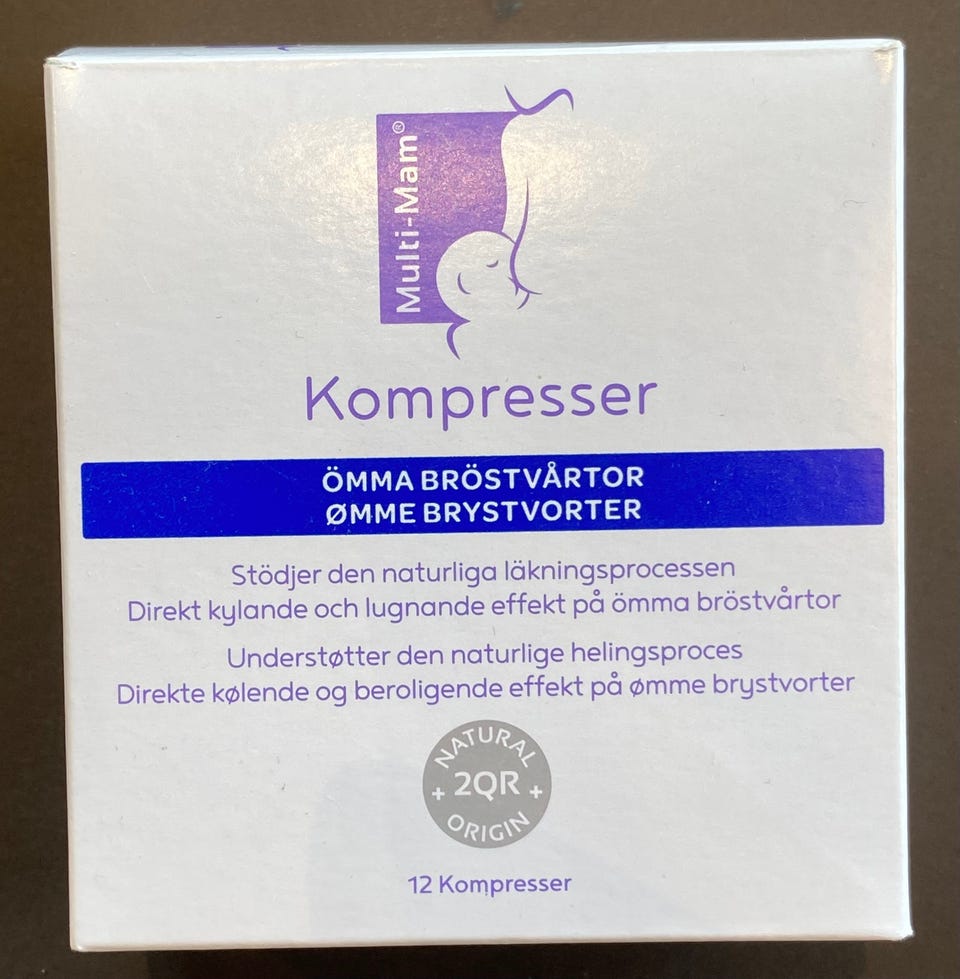 Multi-Mam®
Kompresser
ÖMMA BRÖSTVÅRTOR
ØMME BRYSTVORTER
Stödjer den naturliga läkningsprocessen
Direkt kylande och lugnande effekt på ömma bröstvårtor
Understøtter den naturlige helingsproces
Direkte kølende og beroligende effekt på ømme brystvorter
NATURAL
+ 2QR +
ORIGIN
12 Kompresser